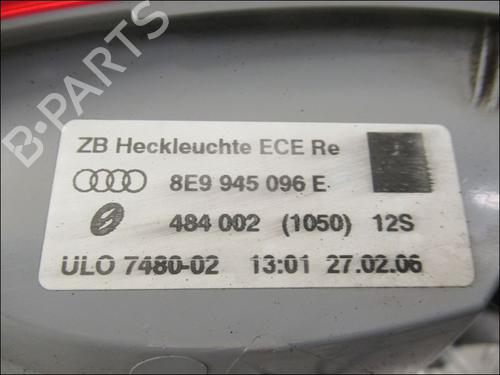 B-PARTS
ZB Heckleuchte ECE Re
8E9 945 096 E
484 002 (1050) 12S
ULO 7480-02 13:01 27.02.06